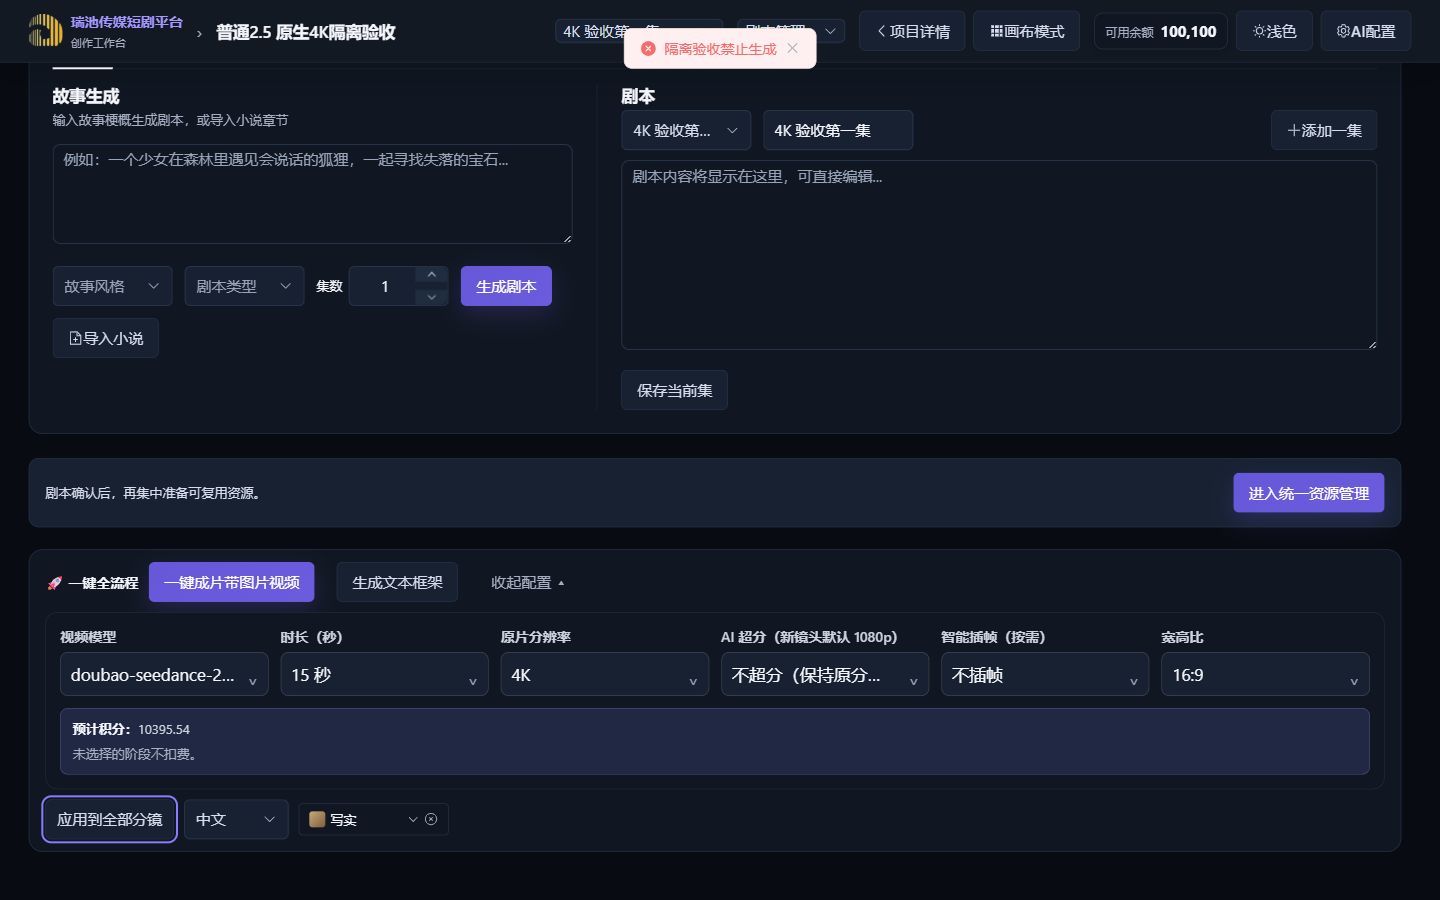 瑞池传媒短剧平台
创作工作台
›
普通2.5 原生4K隔离验收
4K 验收第一集
剧本管理
项目详情
画布模式
可用余额 100,100
浅色
AI配置
隔离验收禁止生成
故事生成
输入故事梗概生成剧本，或导入小说章节
例如：一个少女在森林里遇见会说话的狐狸，一起寻找失落的宝石...
故事风格
剧本类型
集数
1
生成剧本
导入小说
剧本
4K 验收第...
4K 验收第一集
添加一集
剧本内容将显示在这里，可直接编辑...
保存当前集
剧本确认后，再集中准备可复用资源。
进入统一资源管理
一键全流程
一键成片带图片视频
生成文本框架
收起配置
视频模型
时长（秒）
原片分辨率
AI 超分（新镜头默认 1080p）
智能插帧（按需）
宽高比
doubao-seedance-2...
15 秒
4K
不超分（保持原分...
不插帧
16:9
预计积分：10395.54
未选择的阶段不扣费。
应用到全部分镜
中文
写实